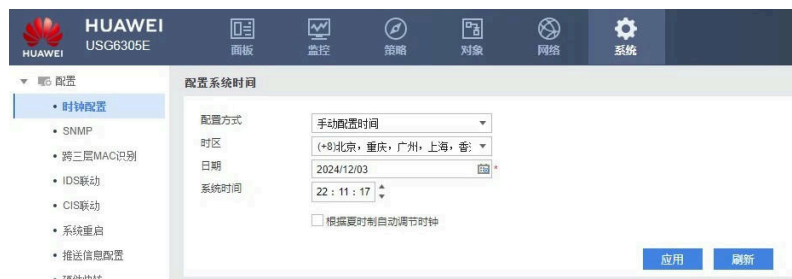 HUAWEI
HUAWEI
USG6305E
面板
监控
策略
对象
网络
系统
配置
时钟配置
SNMP
跨三层MAC识别
IDS联动
CIS联动
系统重启
推送信息配置
配置系统时间
配置方式
手动配置时间
时区
(+8)北京，重庆，广州，上海，香
日期
2024/12/03
*
系统时间
22 : 11 : 17
根据夏时制自动调节时钟
应用
刷新